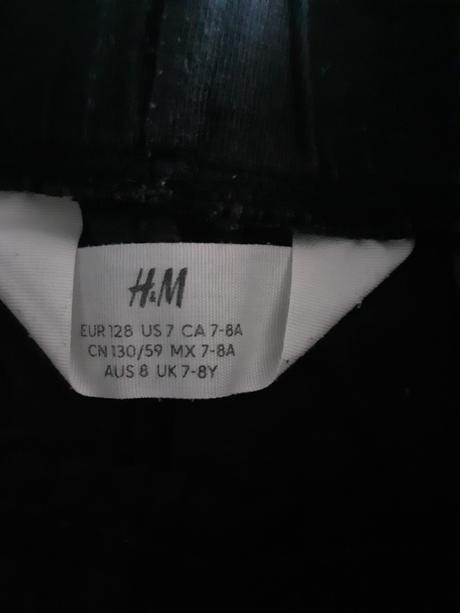 H&M
EUR 128 US 7 CA 7-8A
CN 130/59 MX 7-8A
AUS 8 UK 7-8Y